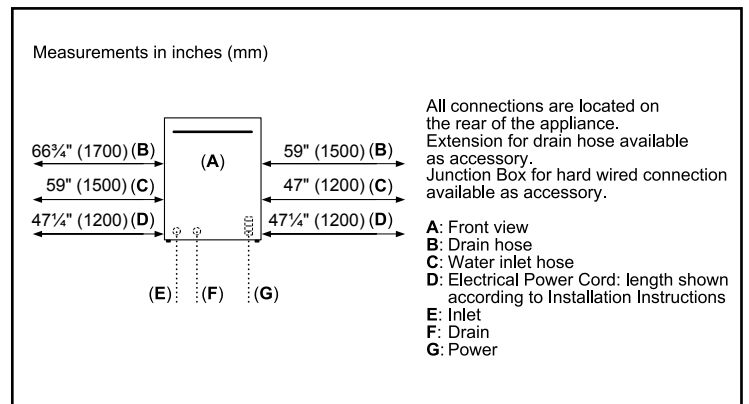 Measurements in inches (mm)
66¾" (1700) (B)
59" (1500) (C)
47¼" (1200) (D)
(A)
59" (1500) (B)
47" (1200) (C)
47¼" (1200) (D)
(E)
(F)
(G)
All connections are located on
the rear of the appliance.
Extension for drain hose available
as accessory.
Junction Box for hard wired connection
available as accessory.
A: Front view
B: Drain hose
C: Water inlet hose
D: Electrical Power Cord: length shown
according to Installation Instructions
E: Inlet
F: Drain
G: Power